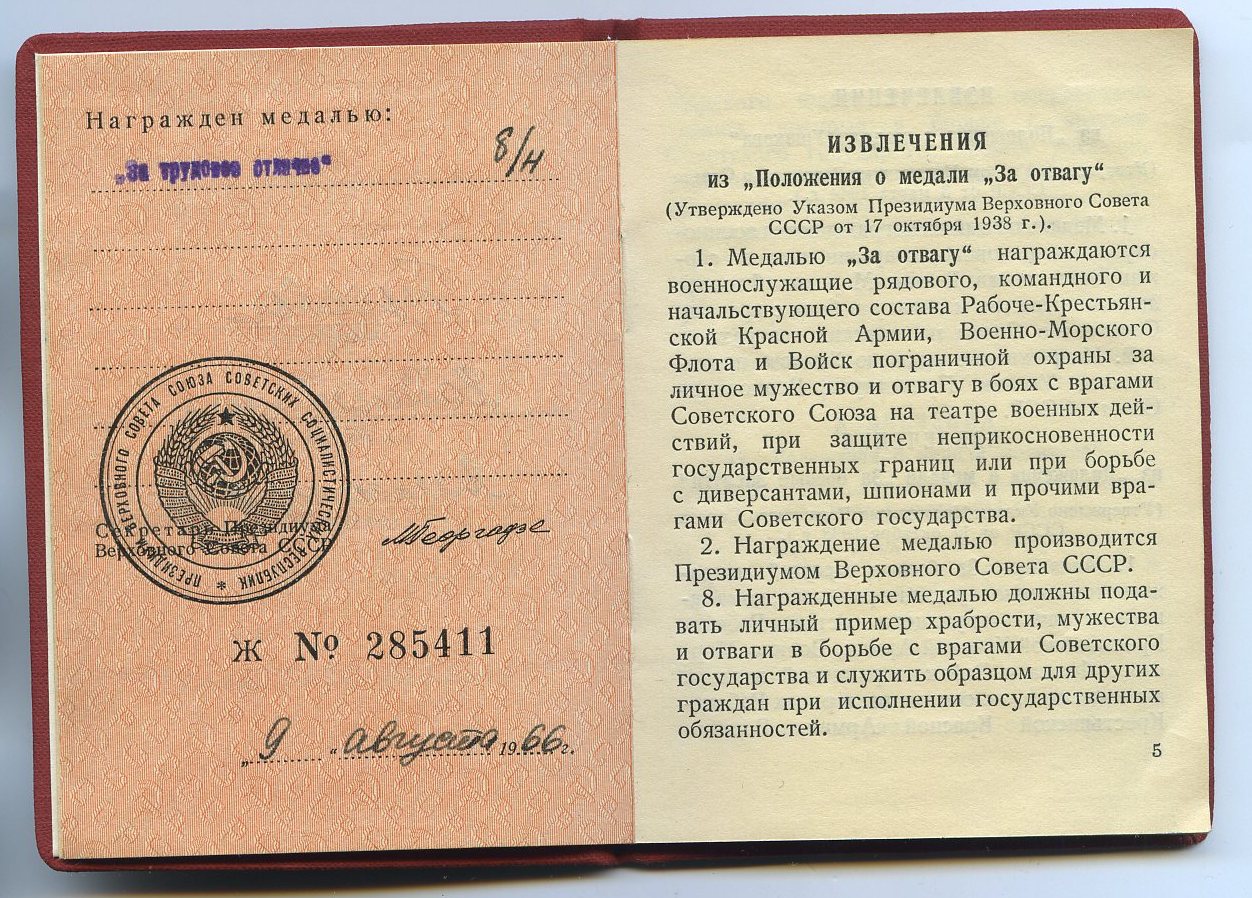 Награжден медалью:
„За трудовое отличие“
8/н
ПРЕЗИДИУМ ВЕРХОВНОГО СОВЕТА СОЮЗА СОВЕТСКИХ СОЦИАЛИСТИЧЕСКИХ РЕСПУБЛИК *
Секретарь Президиума
Верховного Совета СССР
МГеоргадзе
Ж № 285411
„ 9 “ августа 1966 г.
ИЗВЛЕЧЕНИЯ
из „Положения о медали „За отвагу“
(Утверждено Указом Президиума Верховного Совета
СССР от 17 октября 1938 г.).
1. Медалью „За отвагу“ награждаются
военнослужащие рядового, командного и
начальствующего состава Рабоче-Крестьян-
ской Красной Армии, Военно-Морского
Флота и Войск пограничной охраны за
личное мужество и отвагу в боях с врагами
Советского Союза на театре военных дей-
ствий, при защите неприкосновенности
государственных границ или при борьбе
с диверсантами, шпионами и прочими вра-
гами Советского государства.
2. Награждение медалью производится
Президиумом Верховного Совета СССР.
8. Награжденные медалью должны пода-
вать личный пример храбрости, мужества
и отваги в борьбе с врагами Советского
государства и служить образцом для других
граждан при исполнении государственных
обязанностей.
5